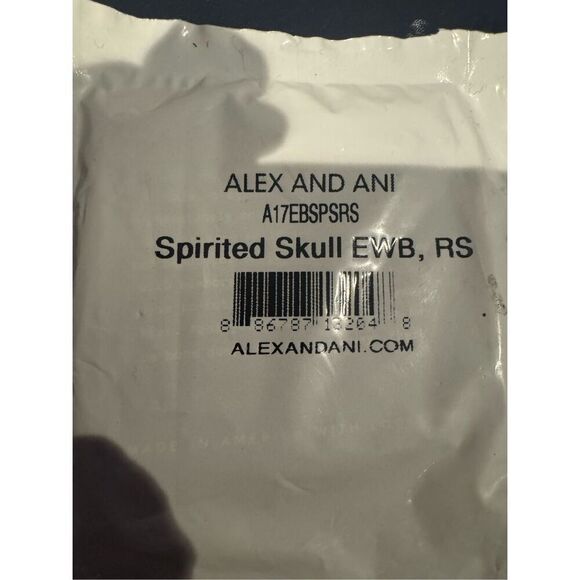 ALEX AND ANI
A17EBSPSRS
Spirited Skull EWB, RS
8 86787 13204 8
ALEXANDANI.COM